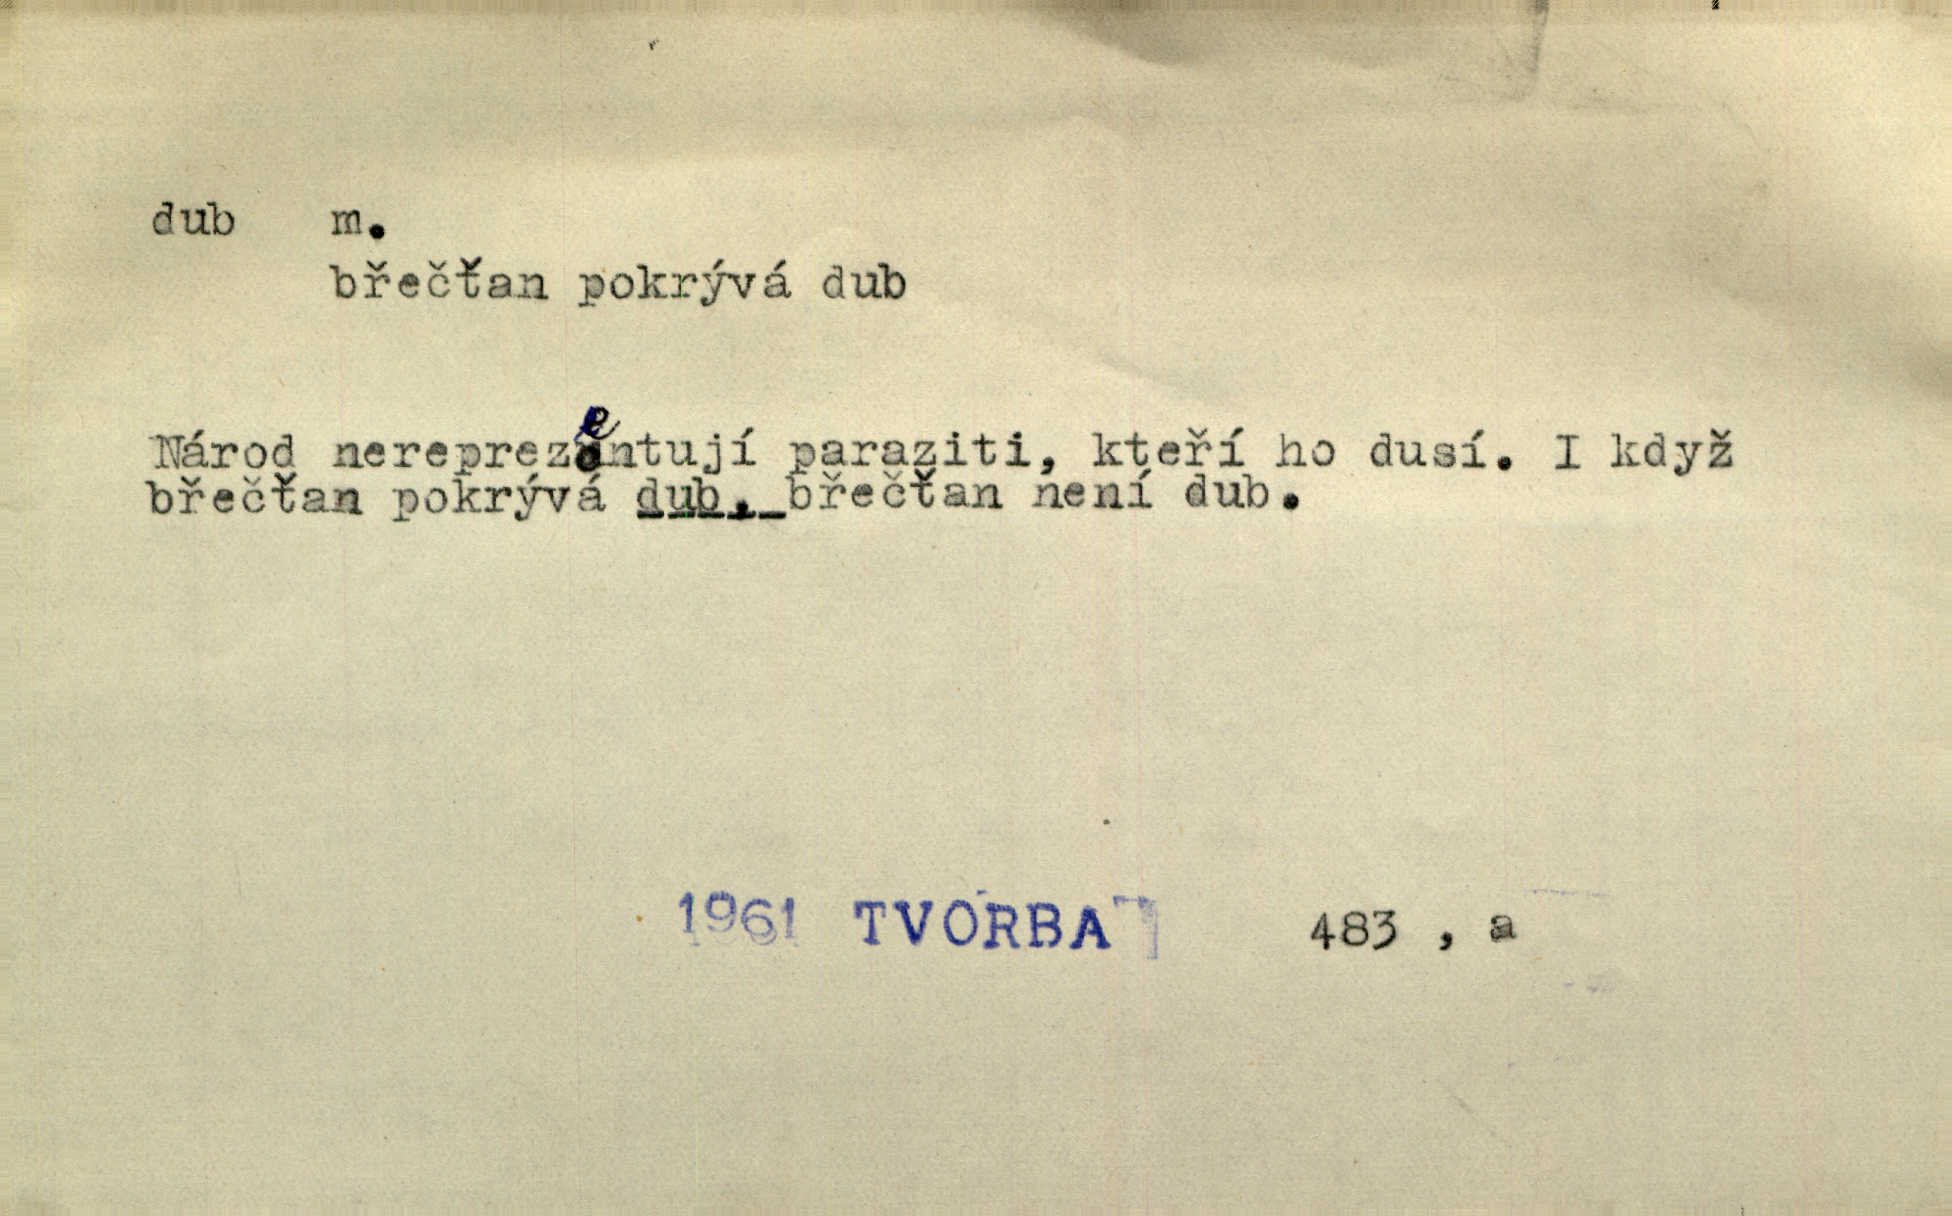 dub m.
břečťan pokrývá dub
Národ nereprezentují paraziti, kteří ho dusí. I když
břečťan pokrývá dub, břečťan není dub.
1961 TVORBA 483 , a